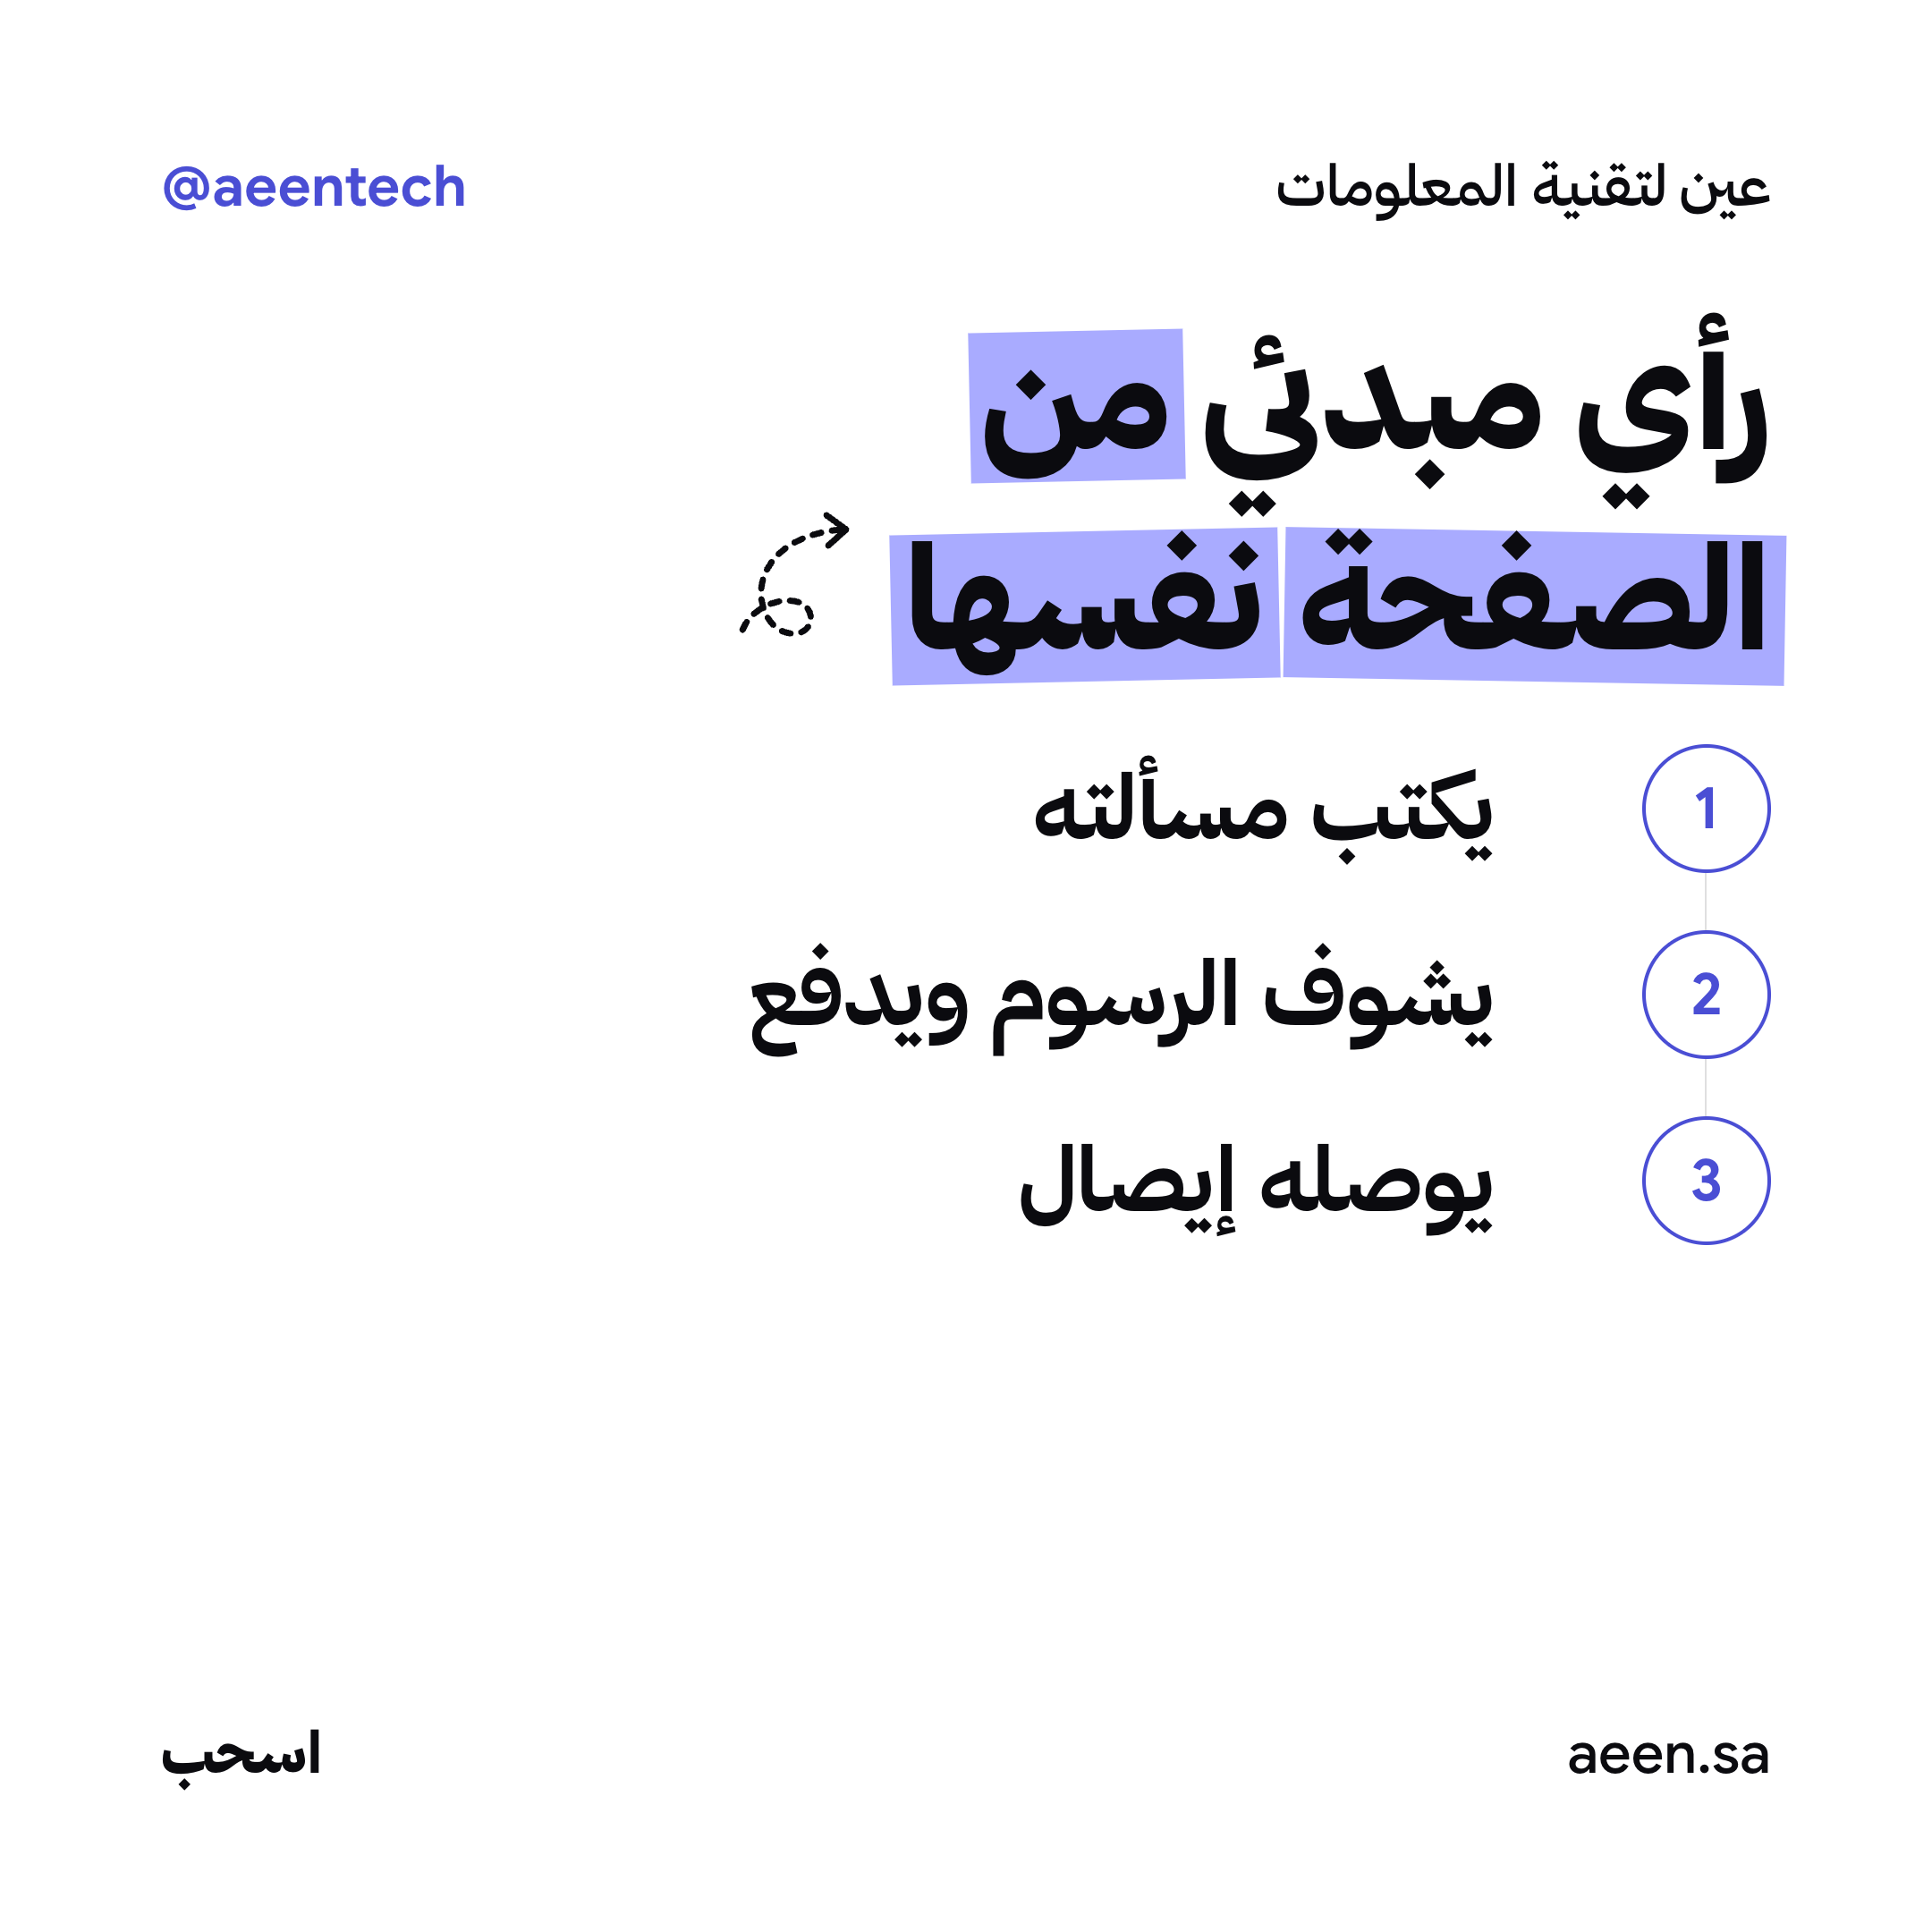 عين لتقنية المعلومات
@aeentech
رأي مبدئي من
الصفحة نفسها
1 يكتب مسألته
2 يشوف الرسوم ويدفع
3 يوصله إيصال
aeen.sa
اسحب